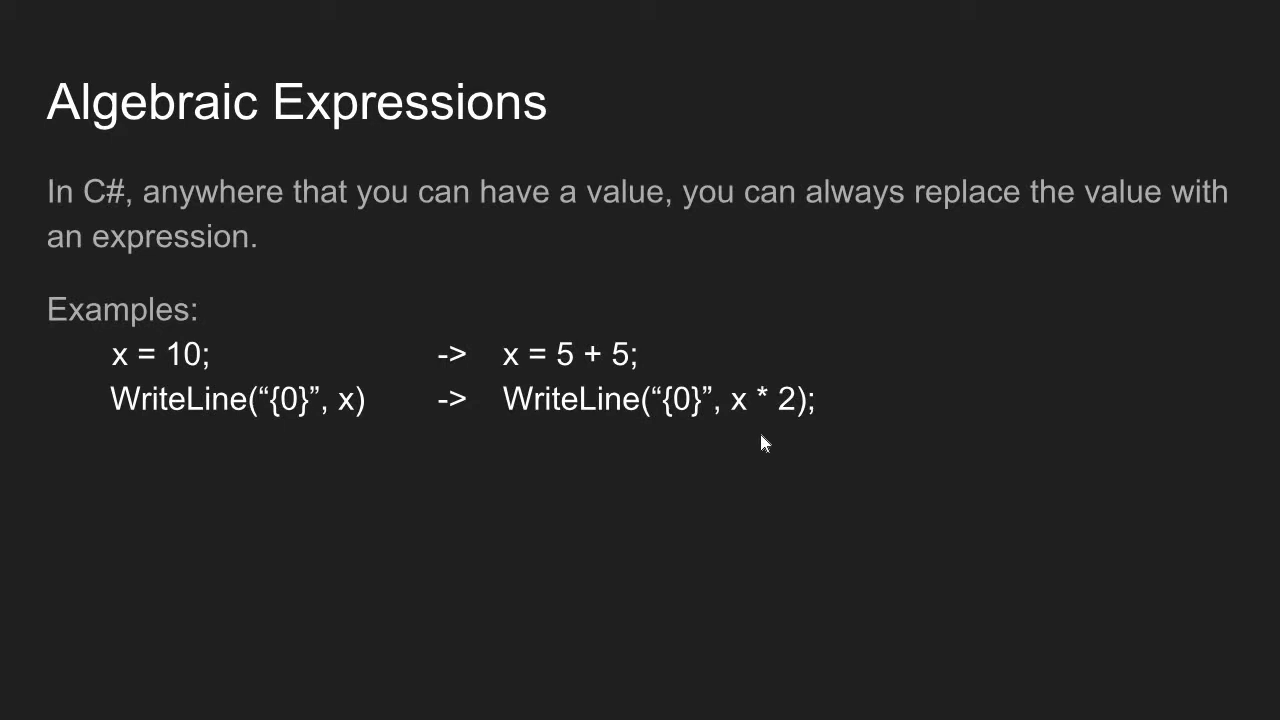 Algebraic Expressions
In C#, anywhere that you can have a value, you can always replace the value with
an expression.
Examples:
x = 10; -> x = 5 + 5;
WriteLine(“{0}”, x) -> WriteLine(“{0}”, x * 2);